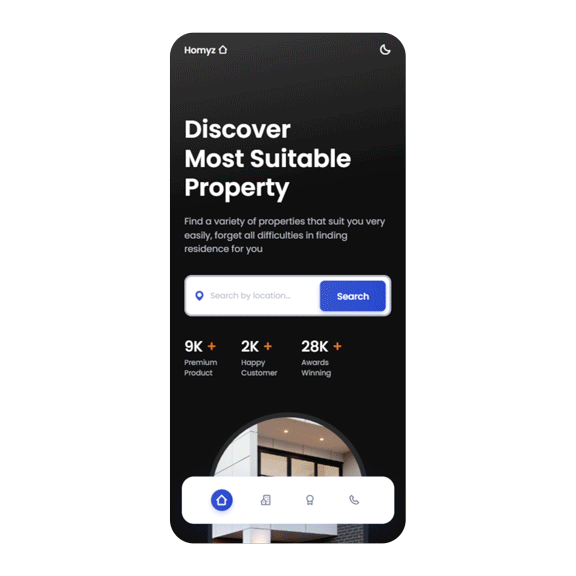 Homyz
Discover
Most Suitable
Property
Find a variety of properties that suit you very
easily, forget all difficulties in finding
residence for you
Search by location...
Search
9K + 2K + 28K +
Premium Happy Awards
Product Customer Winning